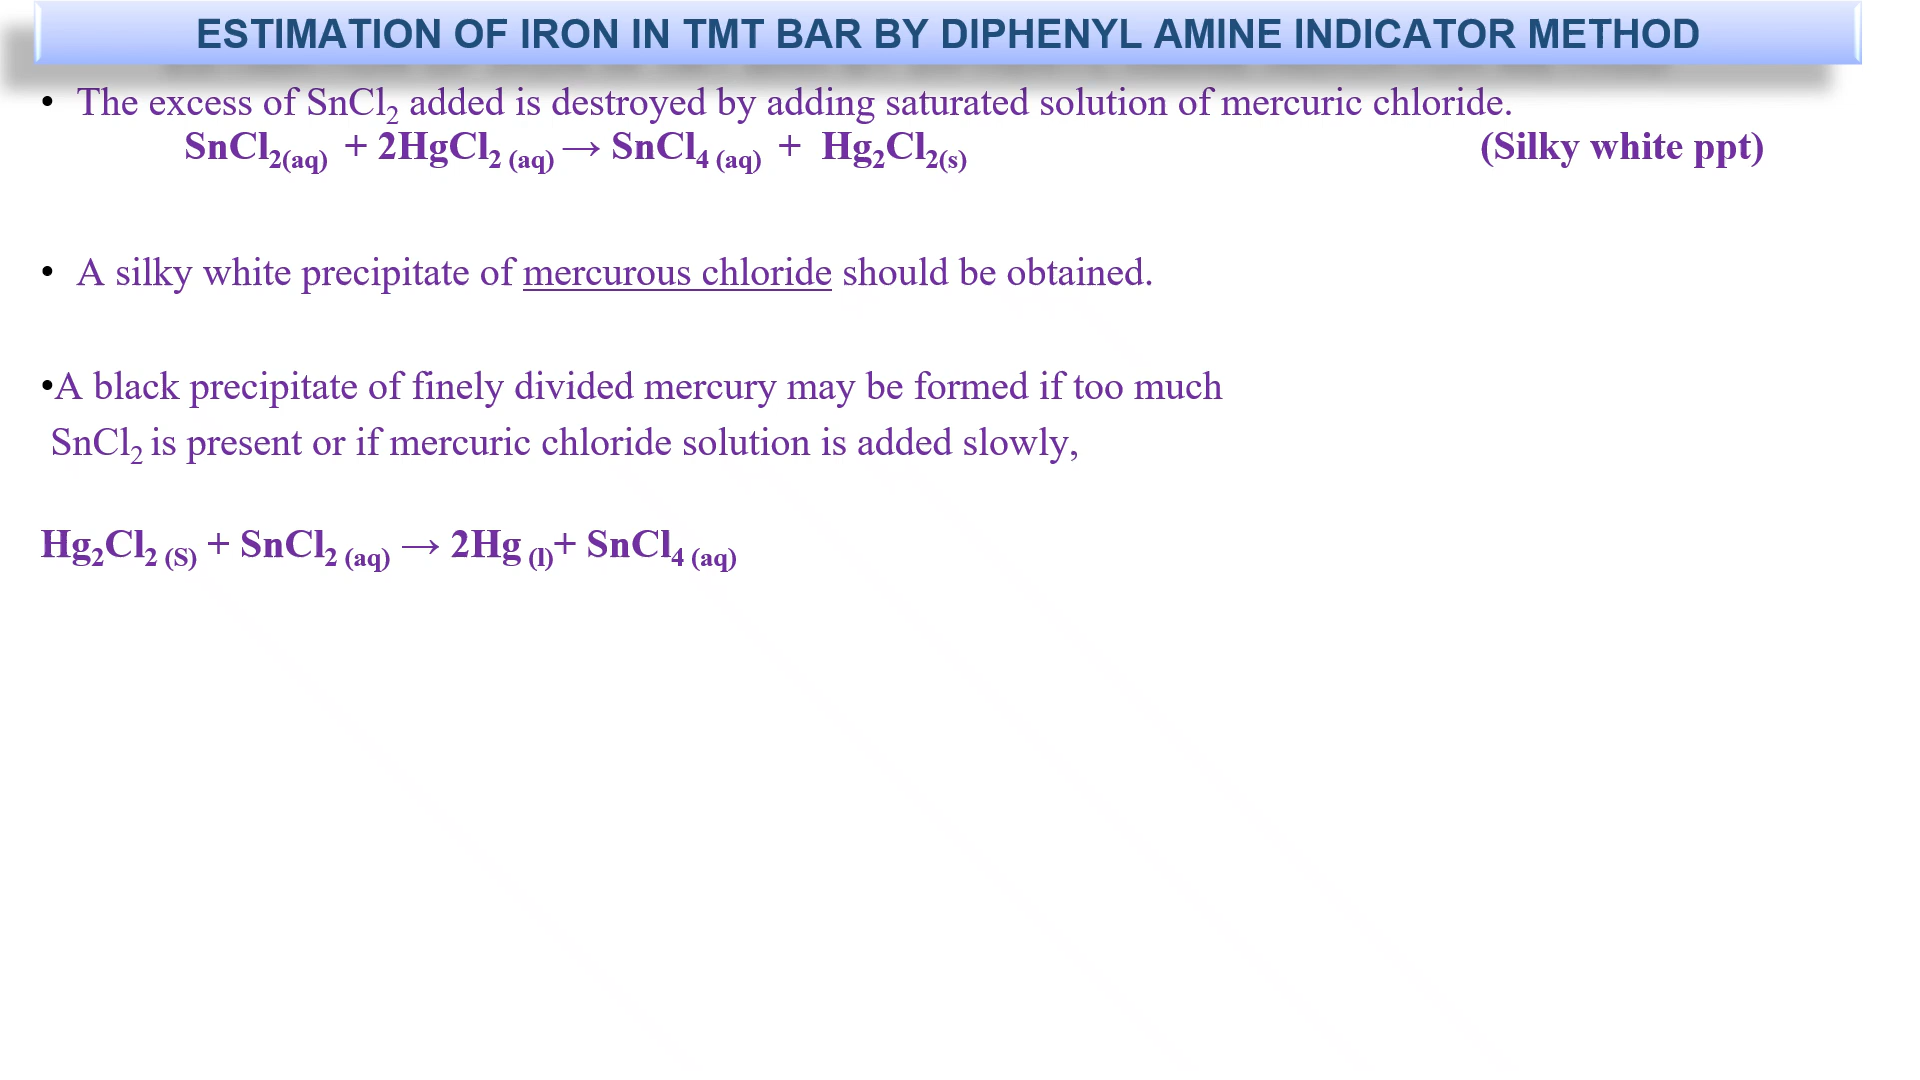 ESTIMATION OF IRON IN TMT BAR BY DIPHENYL AMINE INDICATOR METHOD
• The excess of SnCl₂ added is destroyed by adding saturated solution of mercuric chloride.
SnCl₂₍aq₎ + 2HgCl₂ ₍aq₎ → SnCl₄ ₍aq₎ + Hg₂Cl₂₍s₎ (Silky white ppt)
• A silky white precipitate of mercurous chloride should be obtained.
•A black precipitate of finely divided mercury may be formed if too much
SnCl₂ is present or if mercuric chloride solution is added slowly,
Hg₂Cl₂ ₍S₎ + SnCl₂ ₍aq₎ → 2Hg ₍l₎+ SnCl₄ ₍aq₎